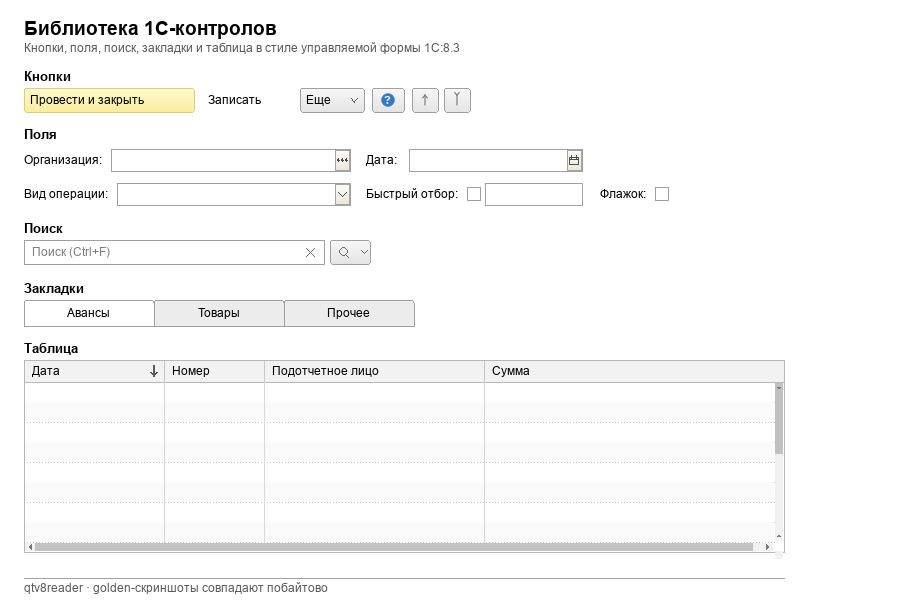 Библиотека 1С-контролов
Кнопки, поля, поиск, закладки и таблица в стиле управляемой формы 1С:8.3
Кнопки
Провести и закрыть Записать Еще ?
Поля
Организация: Дата:
Вид операции: Быстрый отбор: Флажок:
Поиск
Поиск (Ctrl+F)
Закладки
Авансы Товары Прочее
Таблица
Дата Номер Подотчетное лицо Сумма
qtv8reader · golden-скриншоты совпадают побайтово